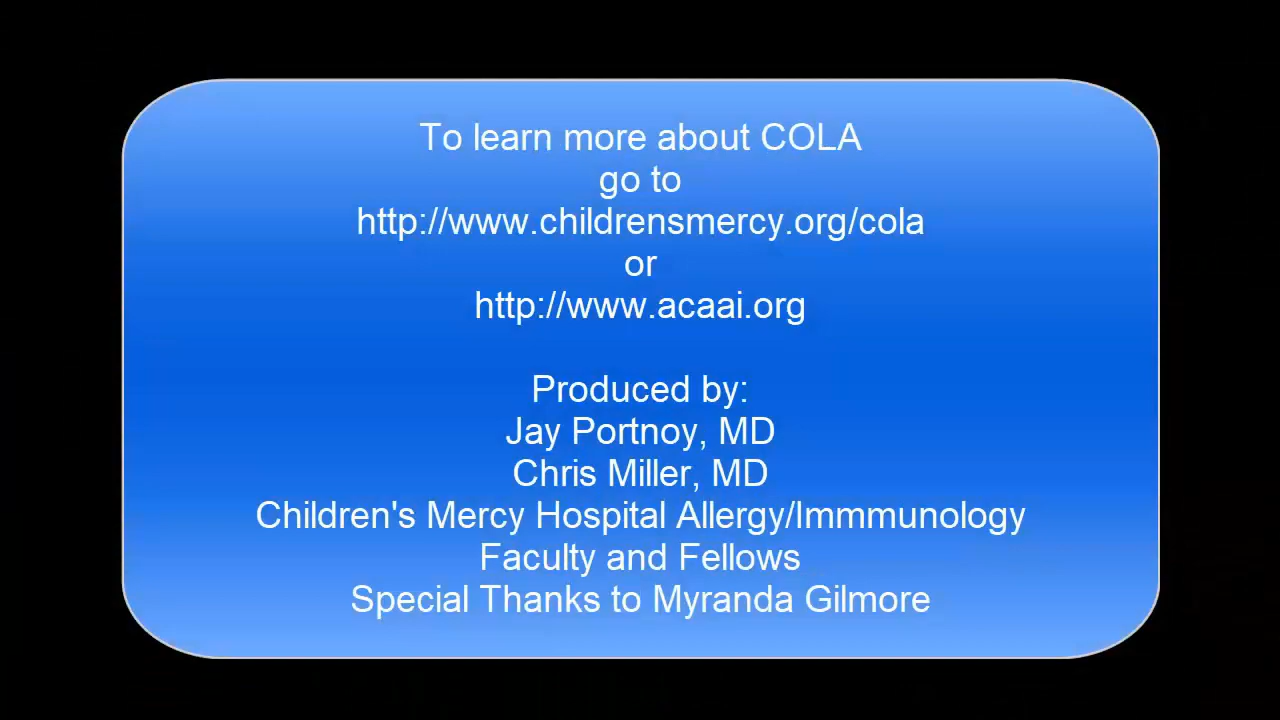 To learn more about COLA
go to
http://www.childrensmercy.org/cola
or
http://www.acaai.org
Produced by:
Jay Portnoy, MD
Chris Miller, MD
Children's Mercy Hospital Allergy/Immmunology
Faculty and Fellows
Special Thanks to Myranda Gilmore